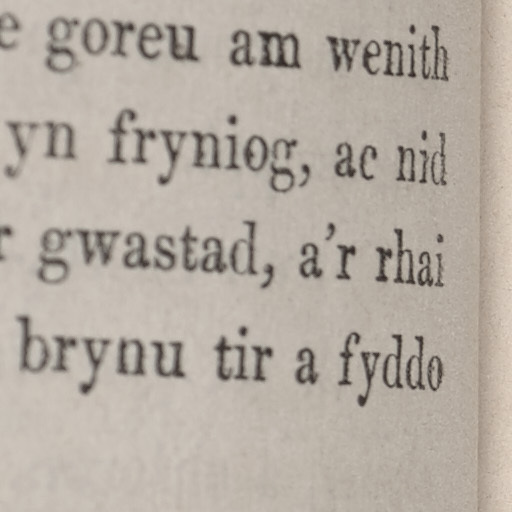 goreu am wenith
yn fryniog, ac nid
gwastad, a'r rhai
brynu tir a fyddo